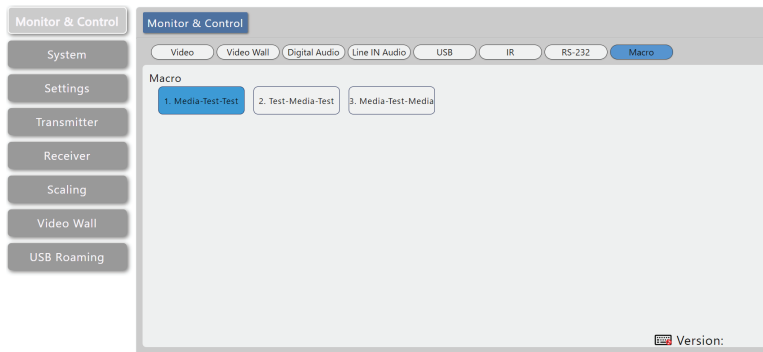 Monitor & Control
System
Settings
Transmitter
Receiver
Scaling
Video Wall
USB Roaming
Monitor & Control
Video Video Wall Digital Audio Line IN Audio USB IR RS-232 Macro
Macro
1. Media-Test-Test 2. Test-Media-Test 3. Media-Test-Media
Version: